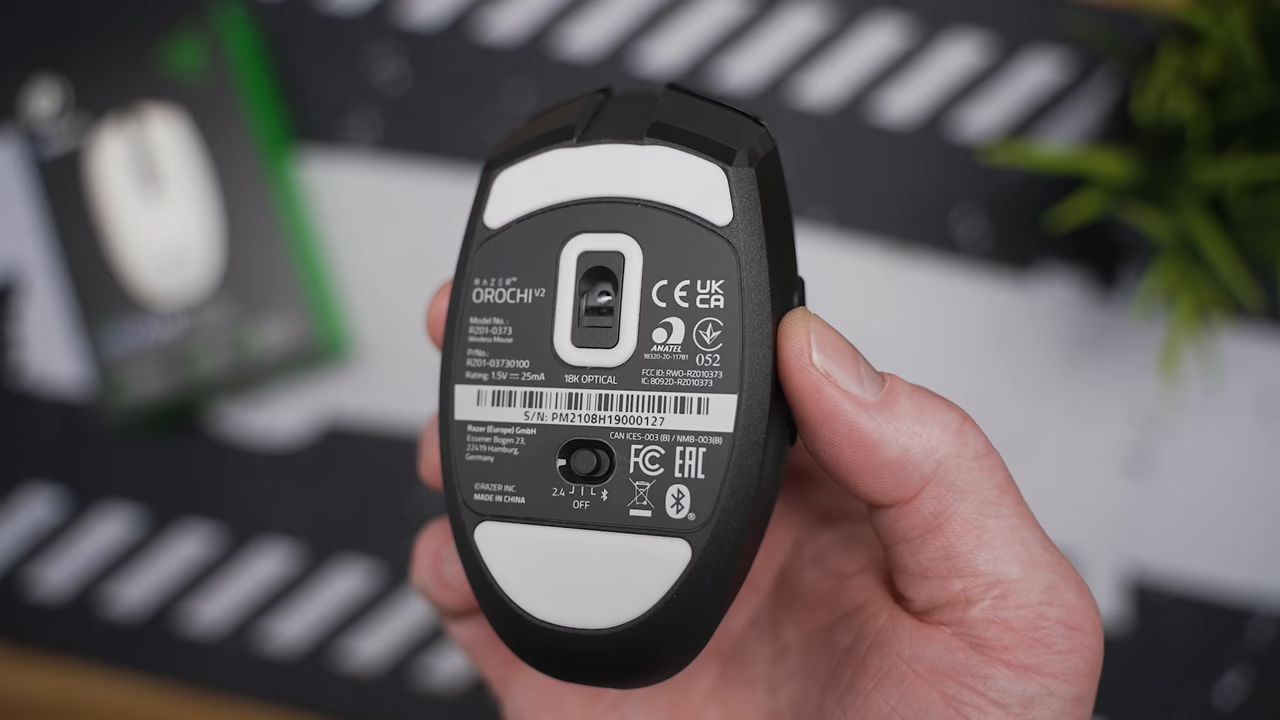 RAZER™
OROCHI V2
Model No.:
RZ01-0373
Wireless Mouse
P/No.:
RZ01-03730100
Rating: 1.5V ⎓ 25mA
18K OPTICAL
CE UK
CA
ANATEL
18320-20-11781
052
FCC ID: RWO-RZ010373
IC: 8092D-RZ010373
S/N: PM2108H19000127
Razer (Europe) GmbH
Essener Bogen 23,
22419 Hamburg,
Germany
CAN ICES-003 (B) / NMB-003(B)
FC EAC
©RAZER INC.
MADE IN CHINA
2.4
OFF
®